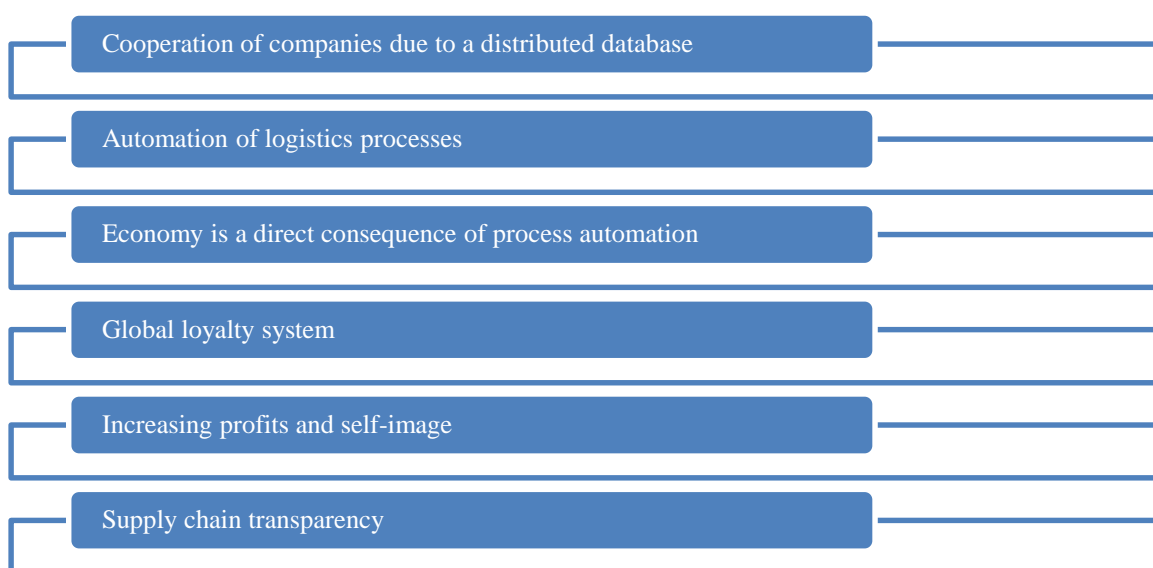 Cooperation of companies due to a distributed database
Automation of logistics processes
Economy is a direct consequence of process automation
Global loyalty system
Increasing profits and self-image
Supply chain transparency